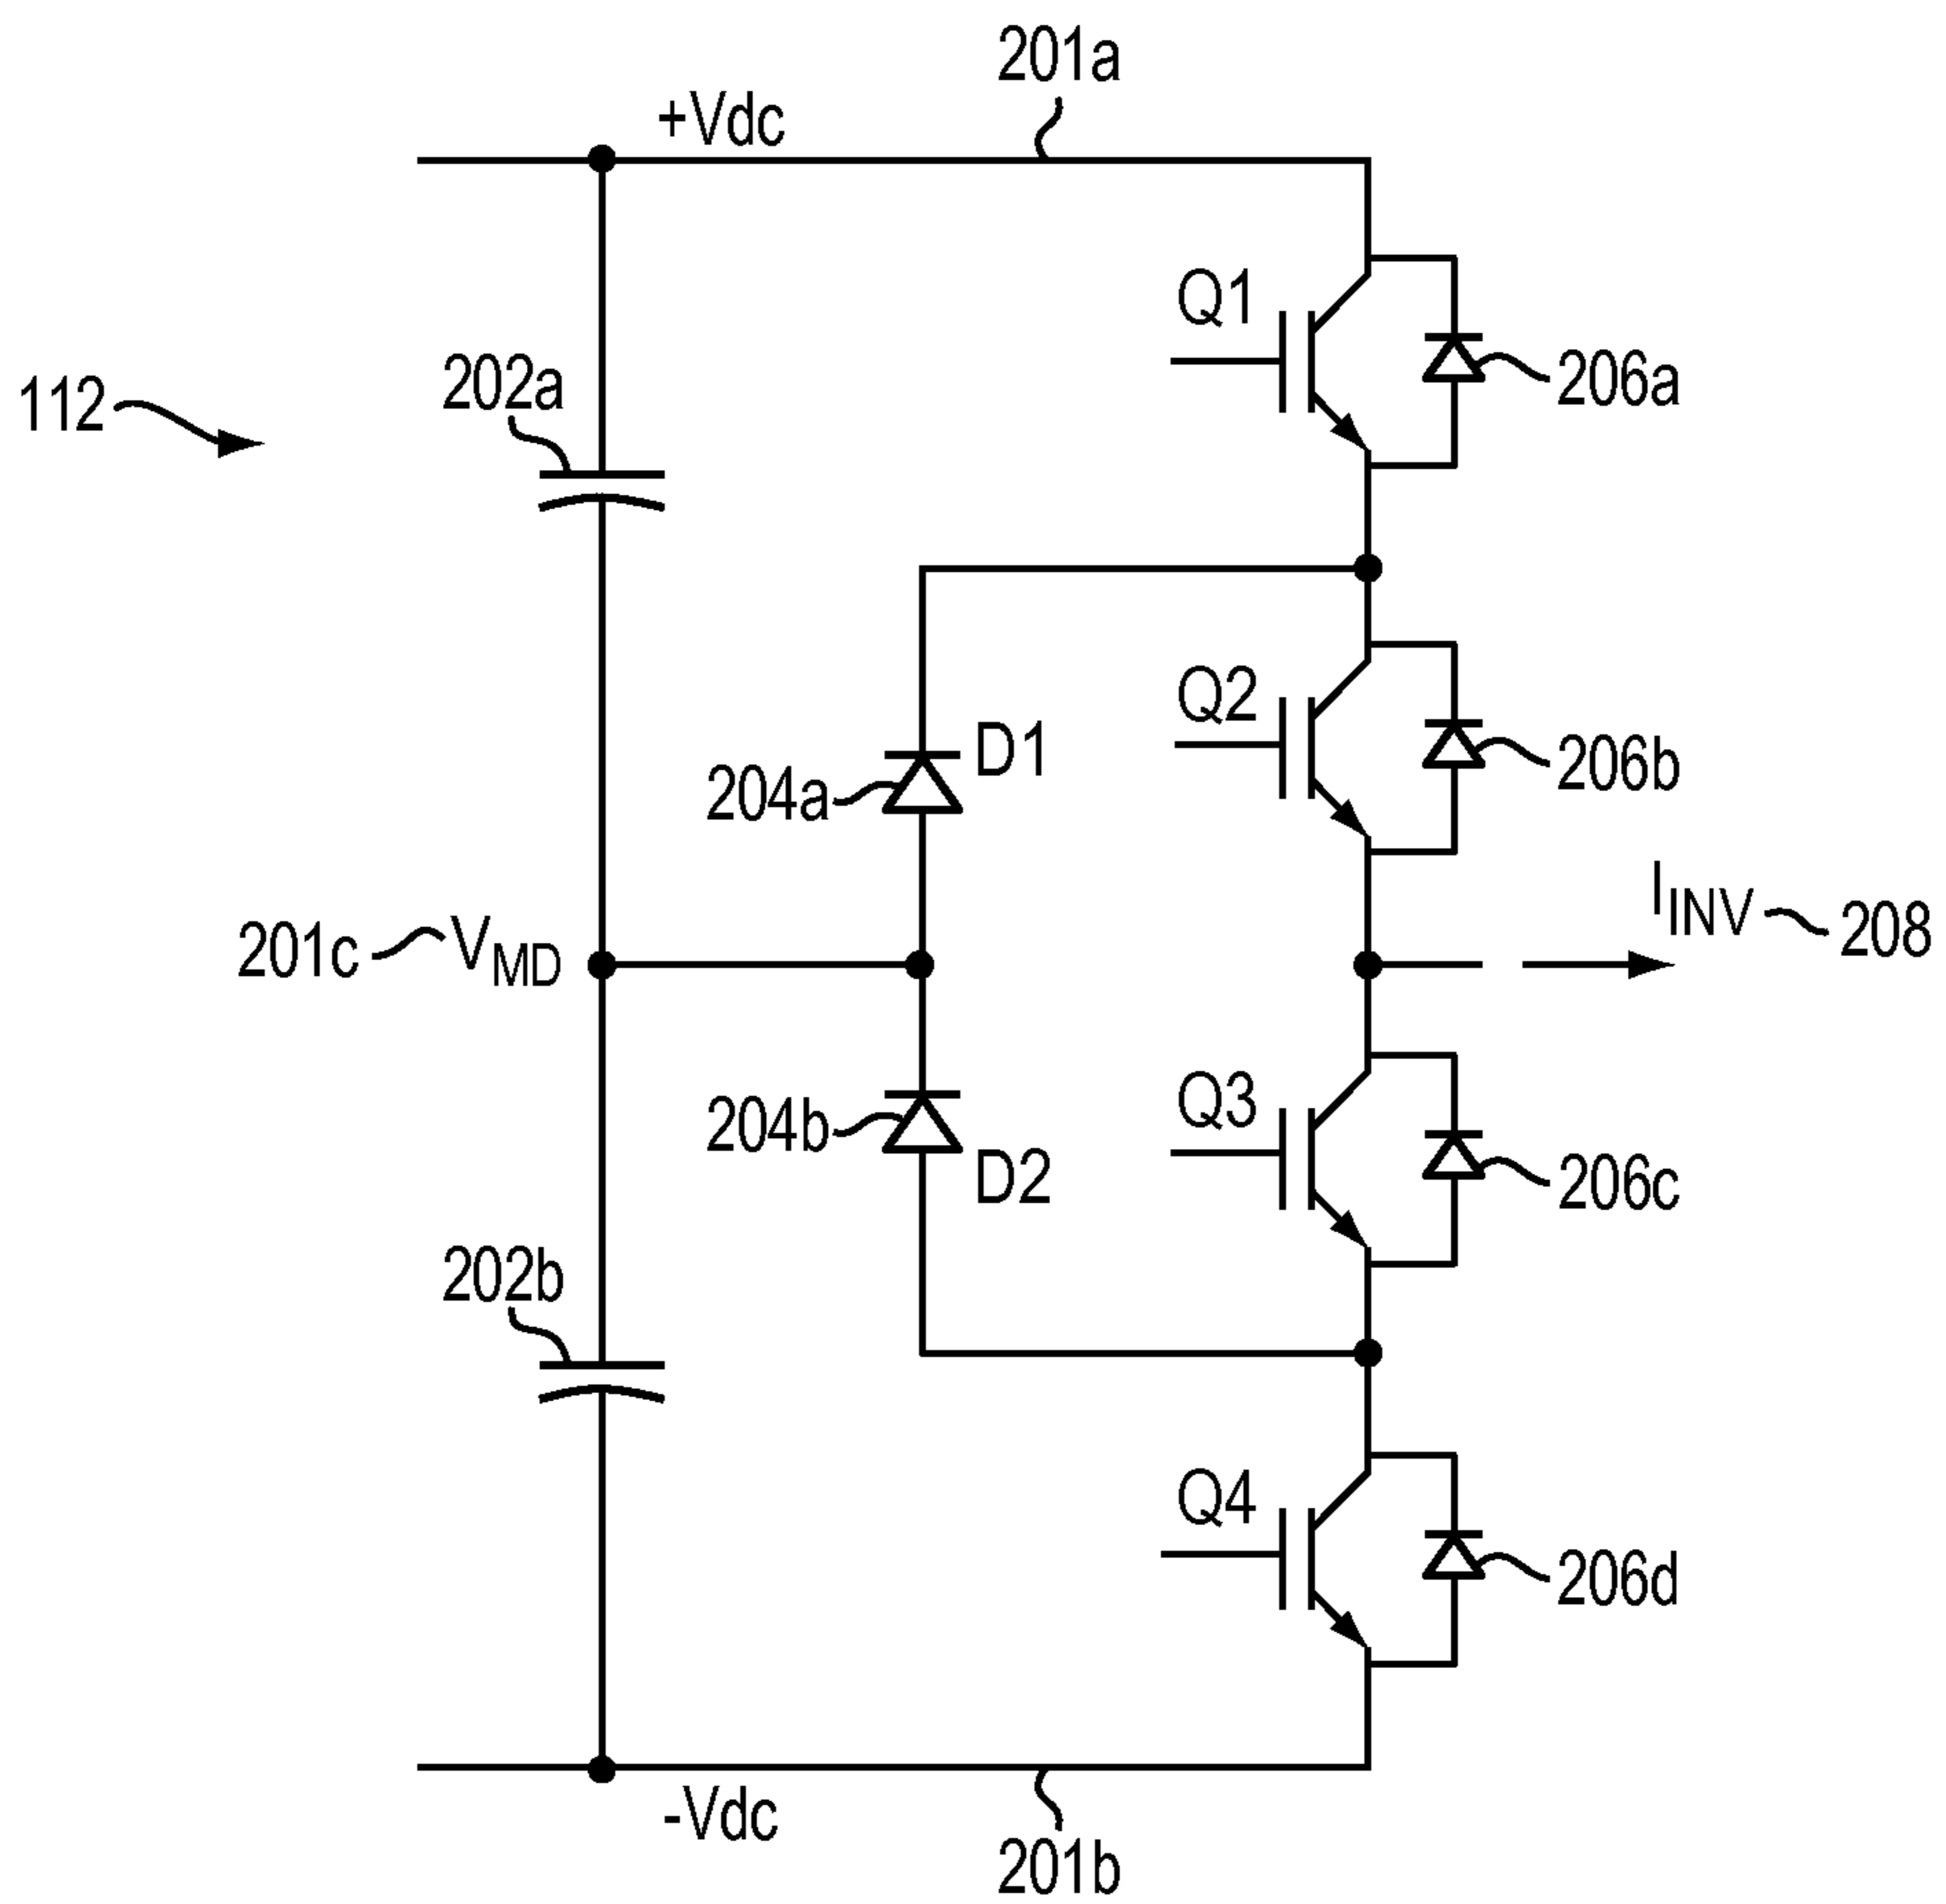 201a
+Vdc
Q1
202a
206a
112
Q2
D1
206b
204a
I_INV
208
201c
V_MD
Q3
204b
206c
D2
202b
Q4
206d
-Vdc
201b